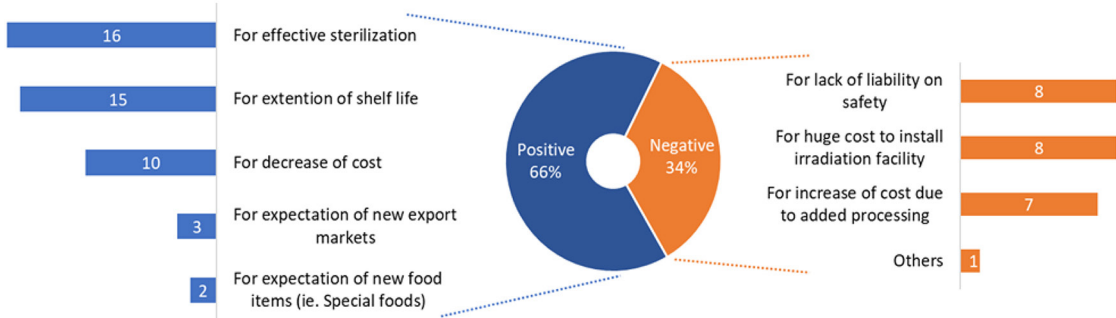 16
For effective sterilization
15
For extention of shelf life
10
For decrease of cost
3
For expectation of new export
markets
2
For expectation of new food
items (ie. Special foods)
Positive
66%
Negative
34%
For lack of liability on
safety
8
For huge cost to install
irradiation facility
8
For increase of cost due
to added processing
7
Others
1